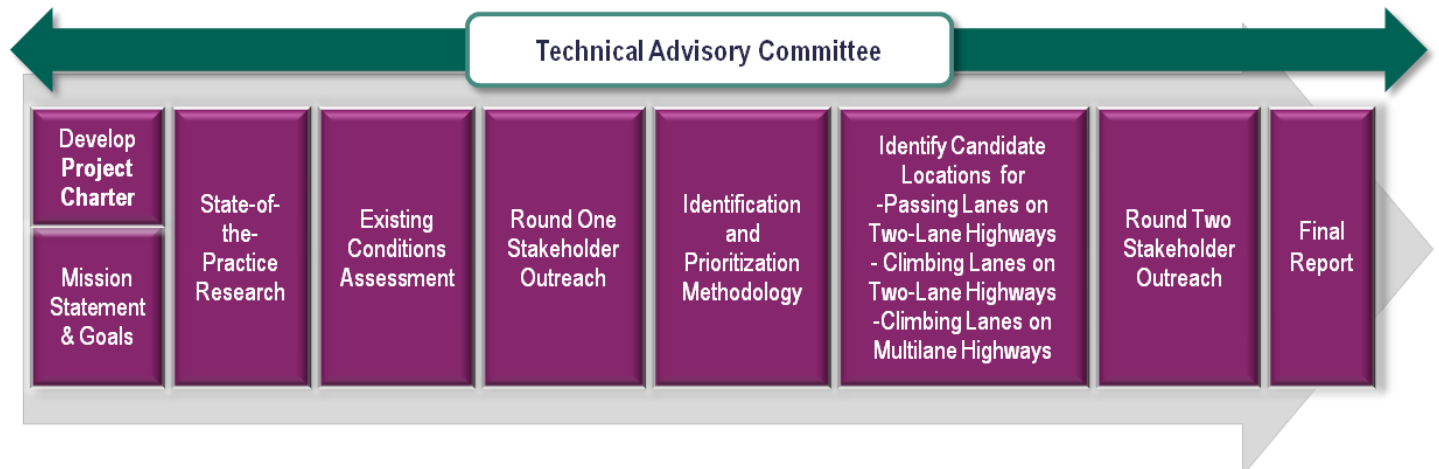 Technical Advisory Committee
Develop
Project
Charter
Mission
Statement
& Goals
State-of-
the-
Practice
Research
Existing
Conditions
Assessment
Round One
Stakeholder
Outreach
Identification
and
Prioritization
Methodology
Identify Candidate
Locations for
-Passing Lanes on
Two-Lane Highways
- Climbing Lanes on
Two-Lane Highways
-Climbing Lanes on
Multilane Highways
Round Two
Stakeholder
Outreach
Final
Report